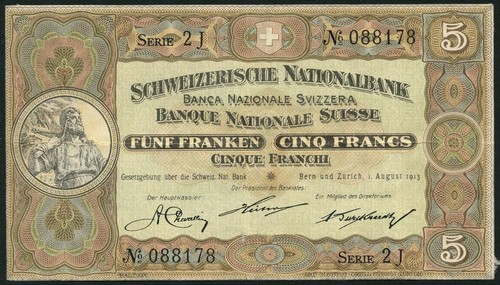 SERIE 2 J
№ 088178
5
SCHWEIZERISCHE NATIONALBANK
BANCA NAZIONALE SVIZZERA
BANQUE NATIONALE SUISSE
FÜNF FRANKEN CINQ FRANCS
CINQUE FRANCHI
Gesetzgebung über die Schweiz. Nat. Bank
Bern und Zürich, 1. August 1913
Der Hauptkassier
Der Präsident des Bankrates
Ein Mitglied des Direktoriums
№ 088178
SERIE 2 J
5